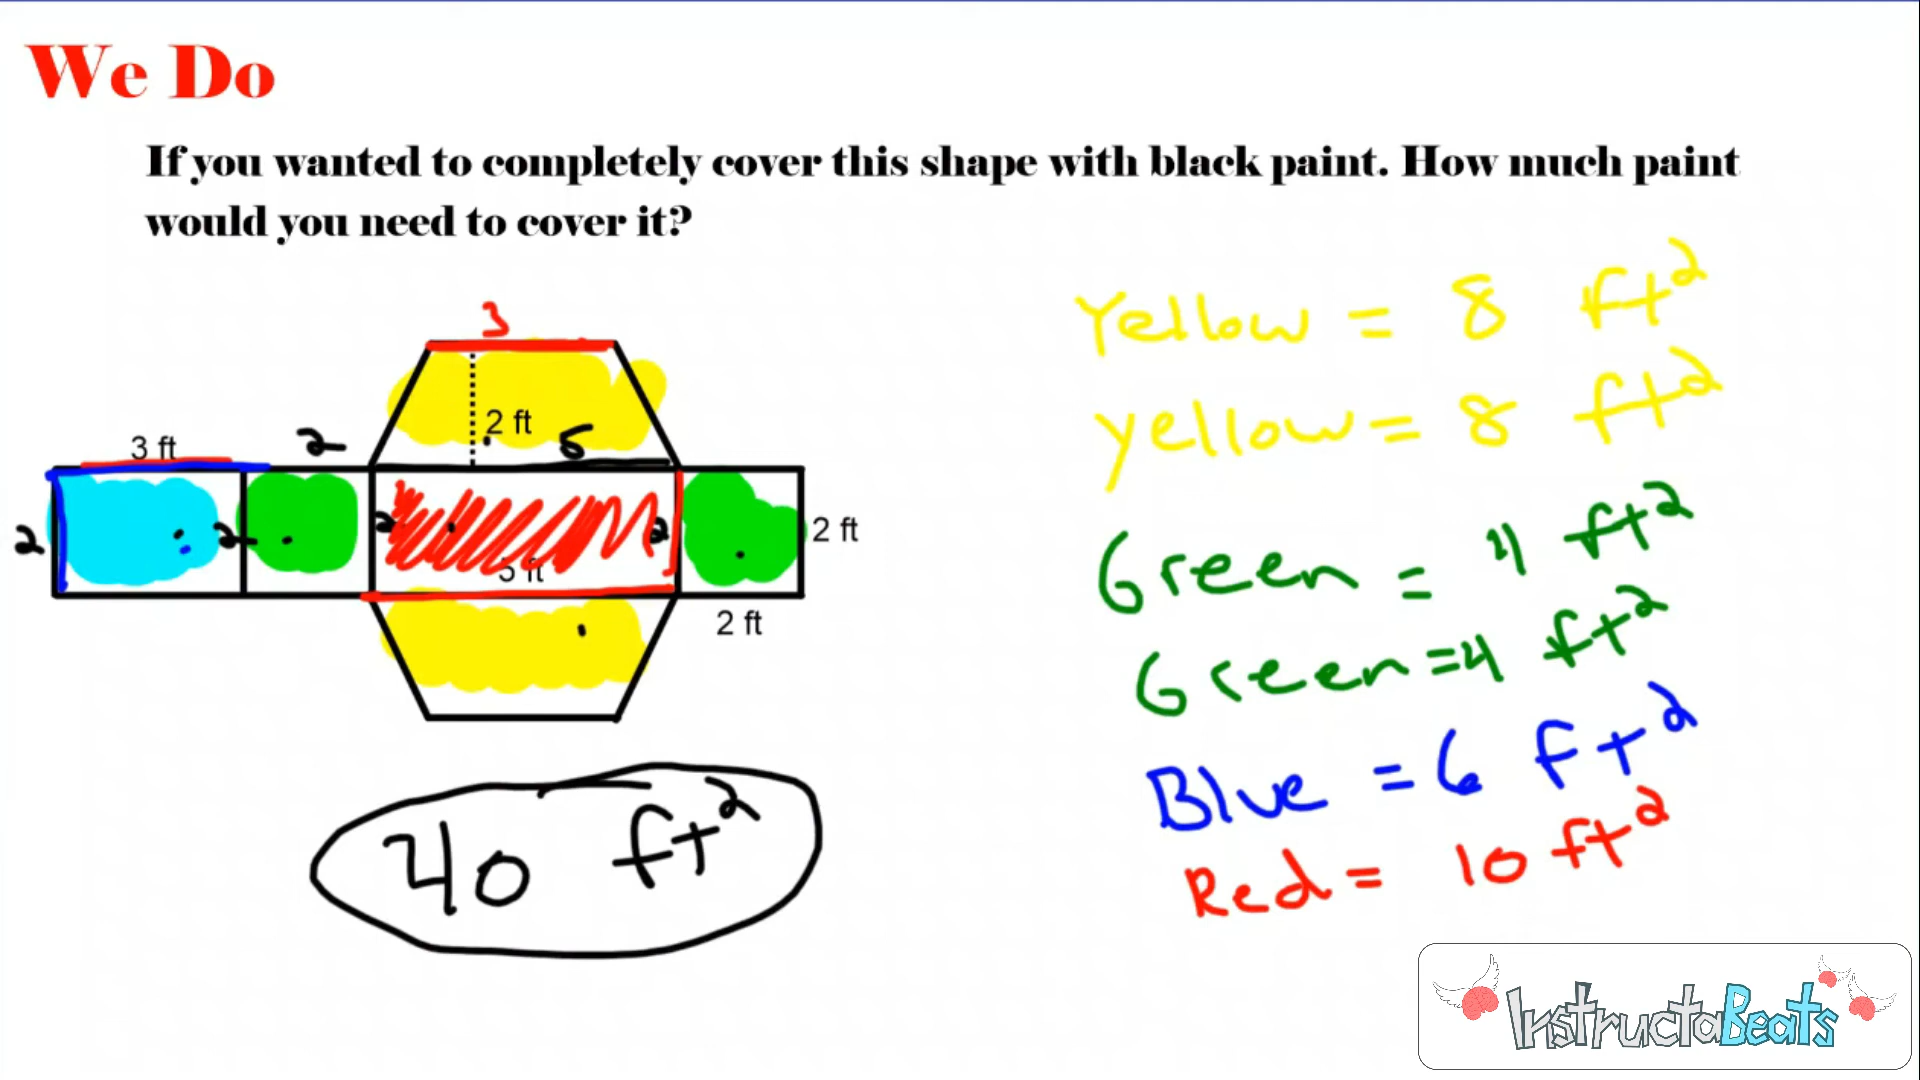 We Do
If you wanted to completely cover this shape with black paint. How much paint
would you need to cover it?
3
2 ft
5
3 ft
2
2
2
2
2
5 ft
2 ft
2 ft
40 ft²
Yellow = 8 ft²
Yellow = 8 ft²
Green = 4 ft²
Green = 4 ft²
Blue = 6 ft²
Red = 10 ft²
InstructaBeats